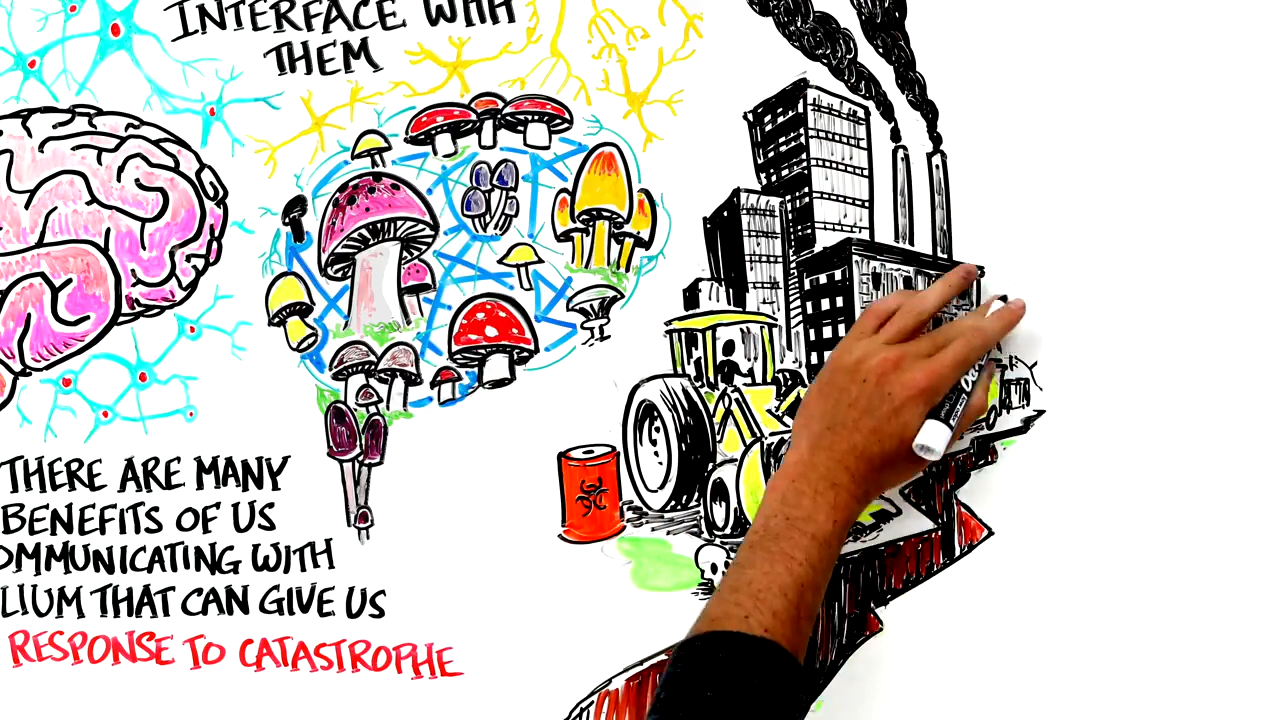 INTERFACE WITH
THEM
THERE ARE MANY
BENEFITS OF US
OMMUNICATING WITH
LIUM THAT CAN GIVE US
RESPONSE TO CATASTROPHE